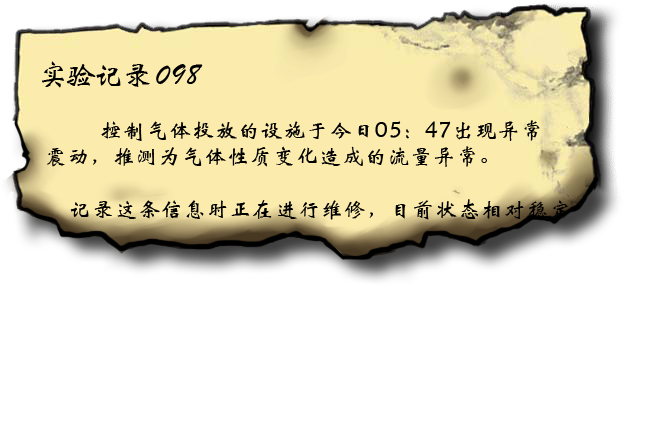 实验记录098
控制气体投放的设施于今日05：47出现异常
震动，推测为气体性质变化造成的流量异常。
记录这条信息时正在进行维修，目前状态相对稳定